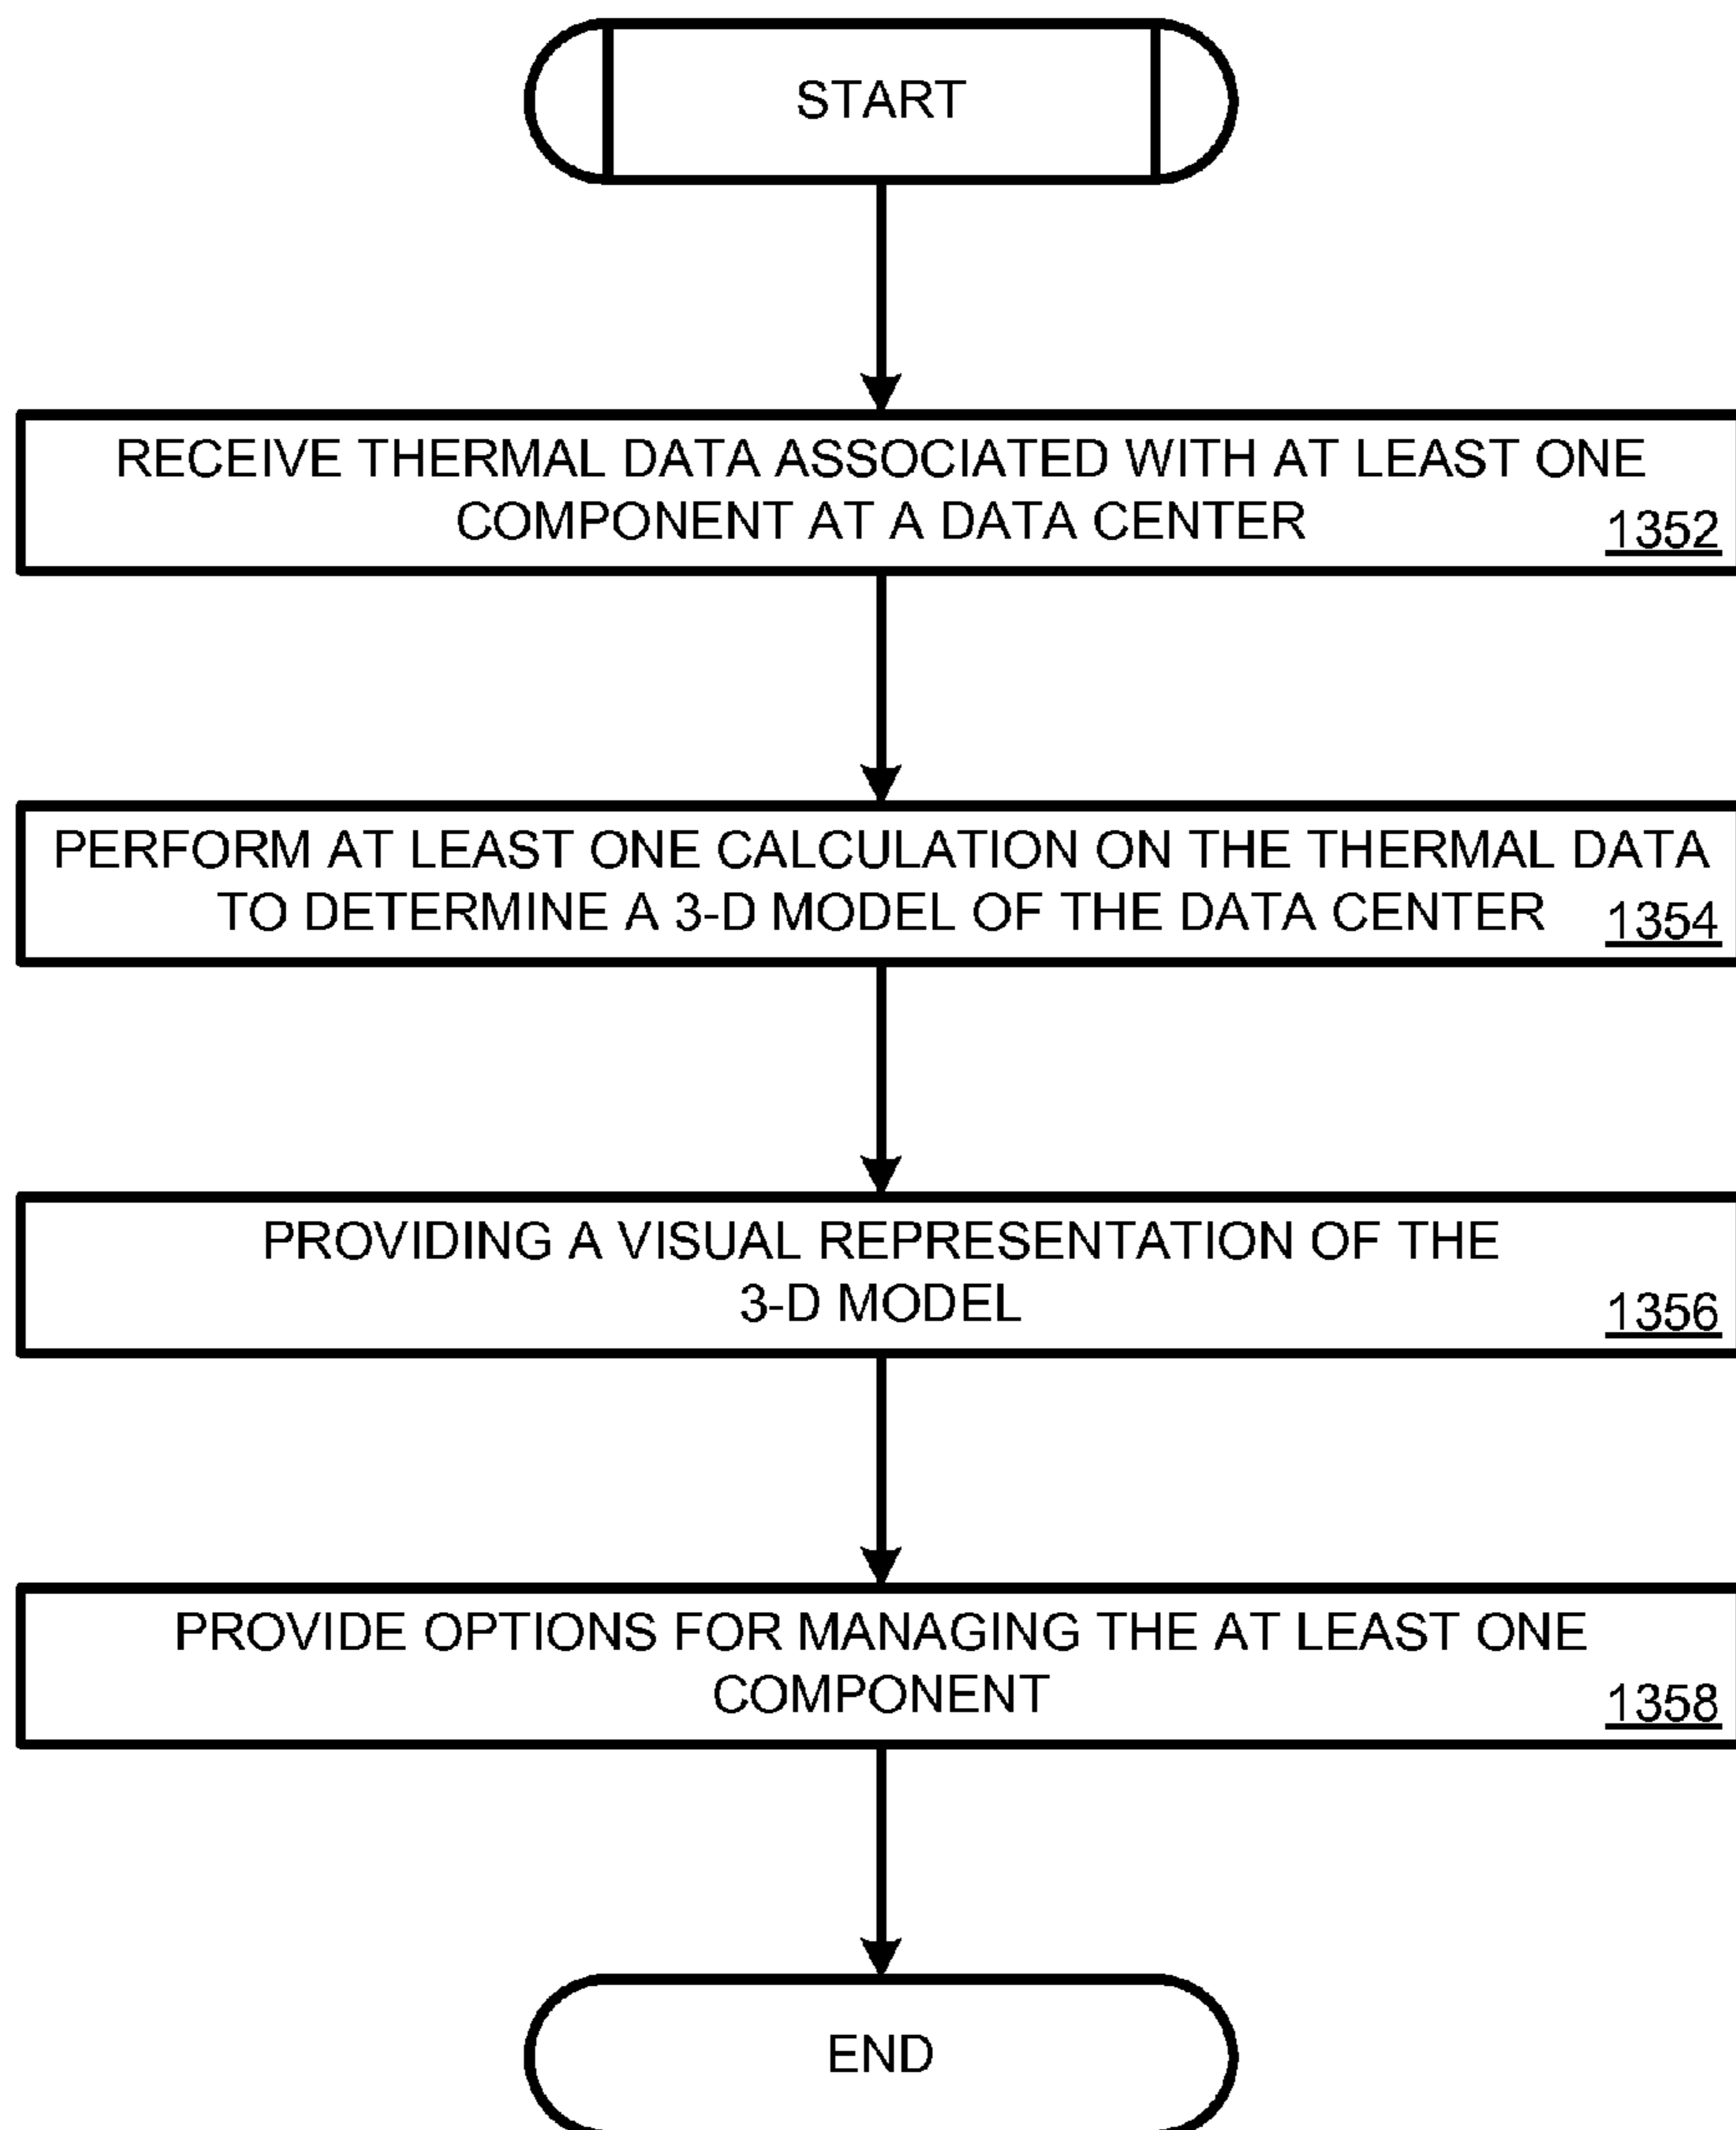 START
RECEIVE THERMAL DATA ASSOCIATED WITH AT LEAST ONE
COMPONENT AT A DATA CENTER
1352
PERFORM AT LEAST ONE CALCULATION ON THE THERMAL DATA
TO DETERMINE A 3-D MODEL OF THE DATA CENTER
1354
PROVIDING A VISUAL REPRESENTATION OF THE
3-D MODEL
1356
PROVIDE OPTIONS FOR MANAGING THE AT LEAST ONE
COMPONENT
1358
END